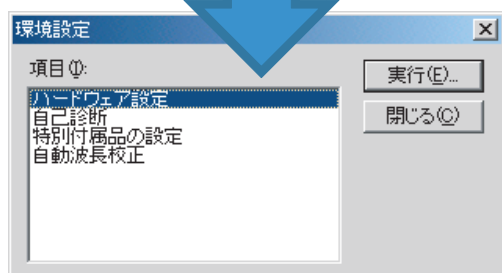 環境設定
項目(I):
実行(E)...
ハードウェア設定
自己診断
閉じる(C)
特別付属品の設定
自動波長校正